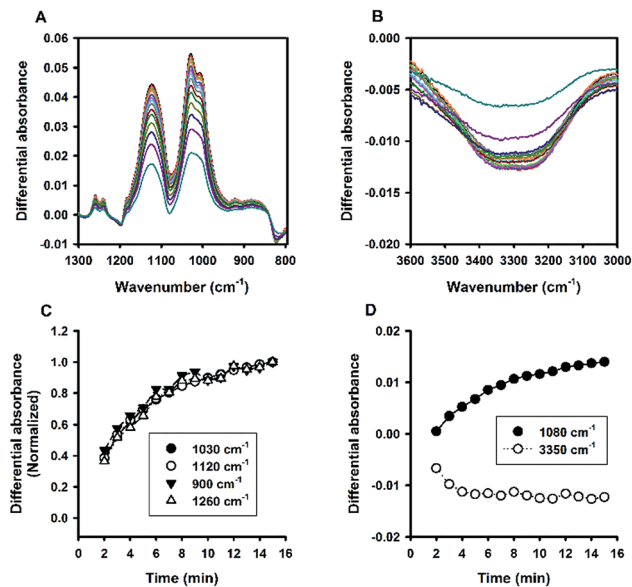 A
Differential absorbance
0.06
0.05
0.04
0.03
0.02
0.01
0.00
-0.01
1300 1200 1100 1000 900 800
Wavenumber (cm-1)
B
Differential absorbance
0.000
-0.005
-0.010
-0.015
-0.020
3600 3500 3400 3300 3200 3100 3000
Wavenumber (cm-1)
C
Differential absorbance
(Normalized)
1.2
1.0
0.8
0.6
0.4
0.2
0.0
1030 cm-1
1120 cm-1
900 cm-1
1260 cm-1
0 2 4 6 8 10 12 14 16
Time (min)
D
Differential absorbance
0.02
0.01
0.00
-0.01
-0.02
1080 cm-1
3350 cm-1
0 2 4 6 8 10 12 14 16
Time (min)